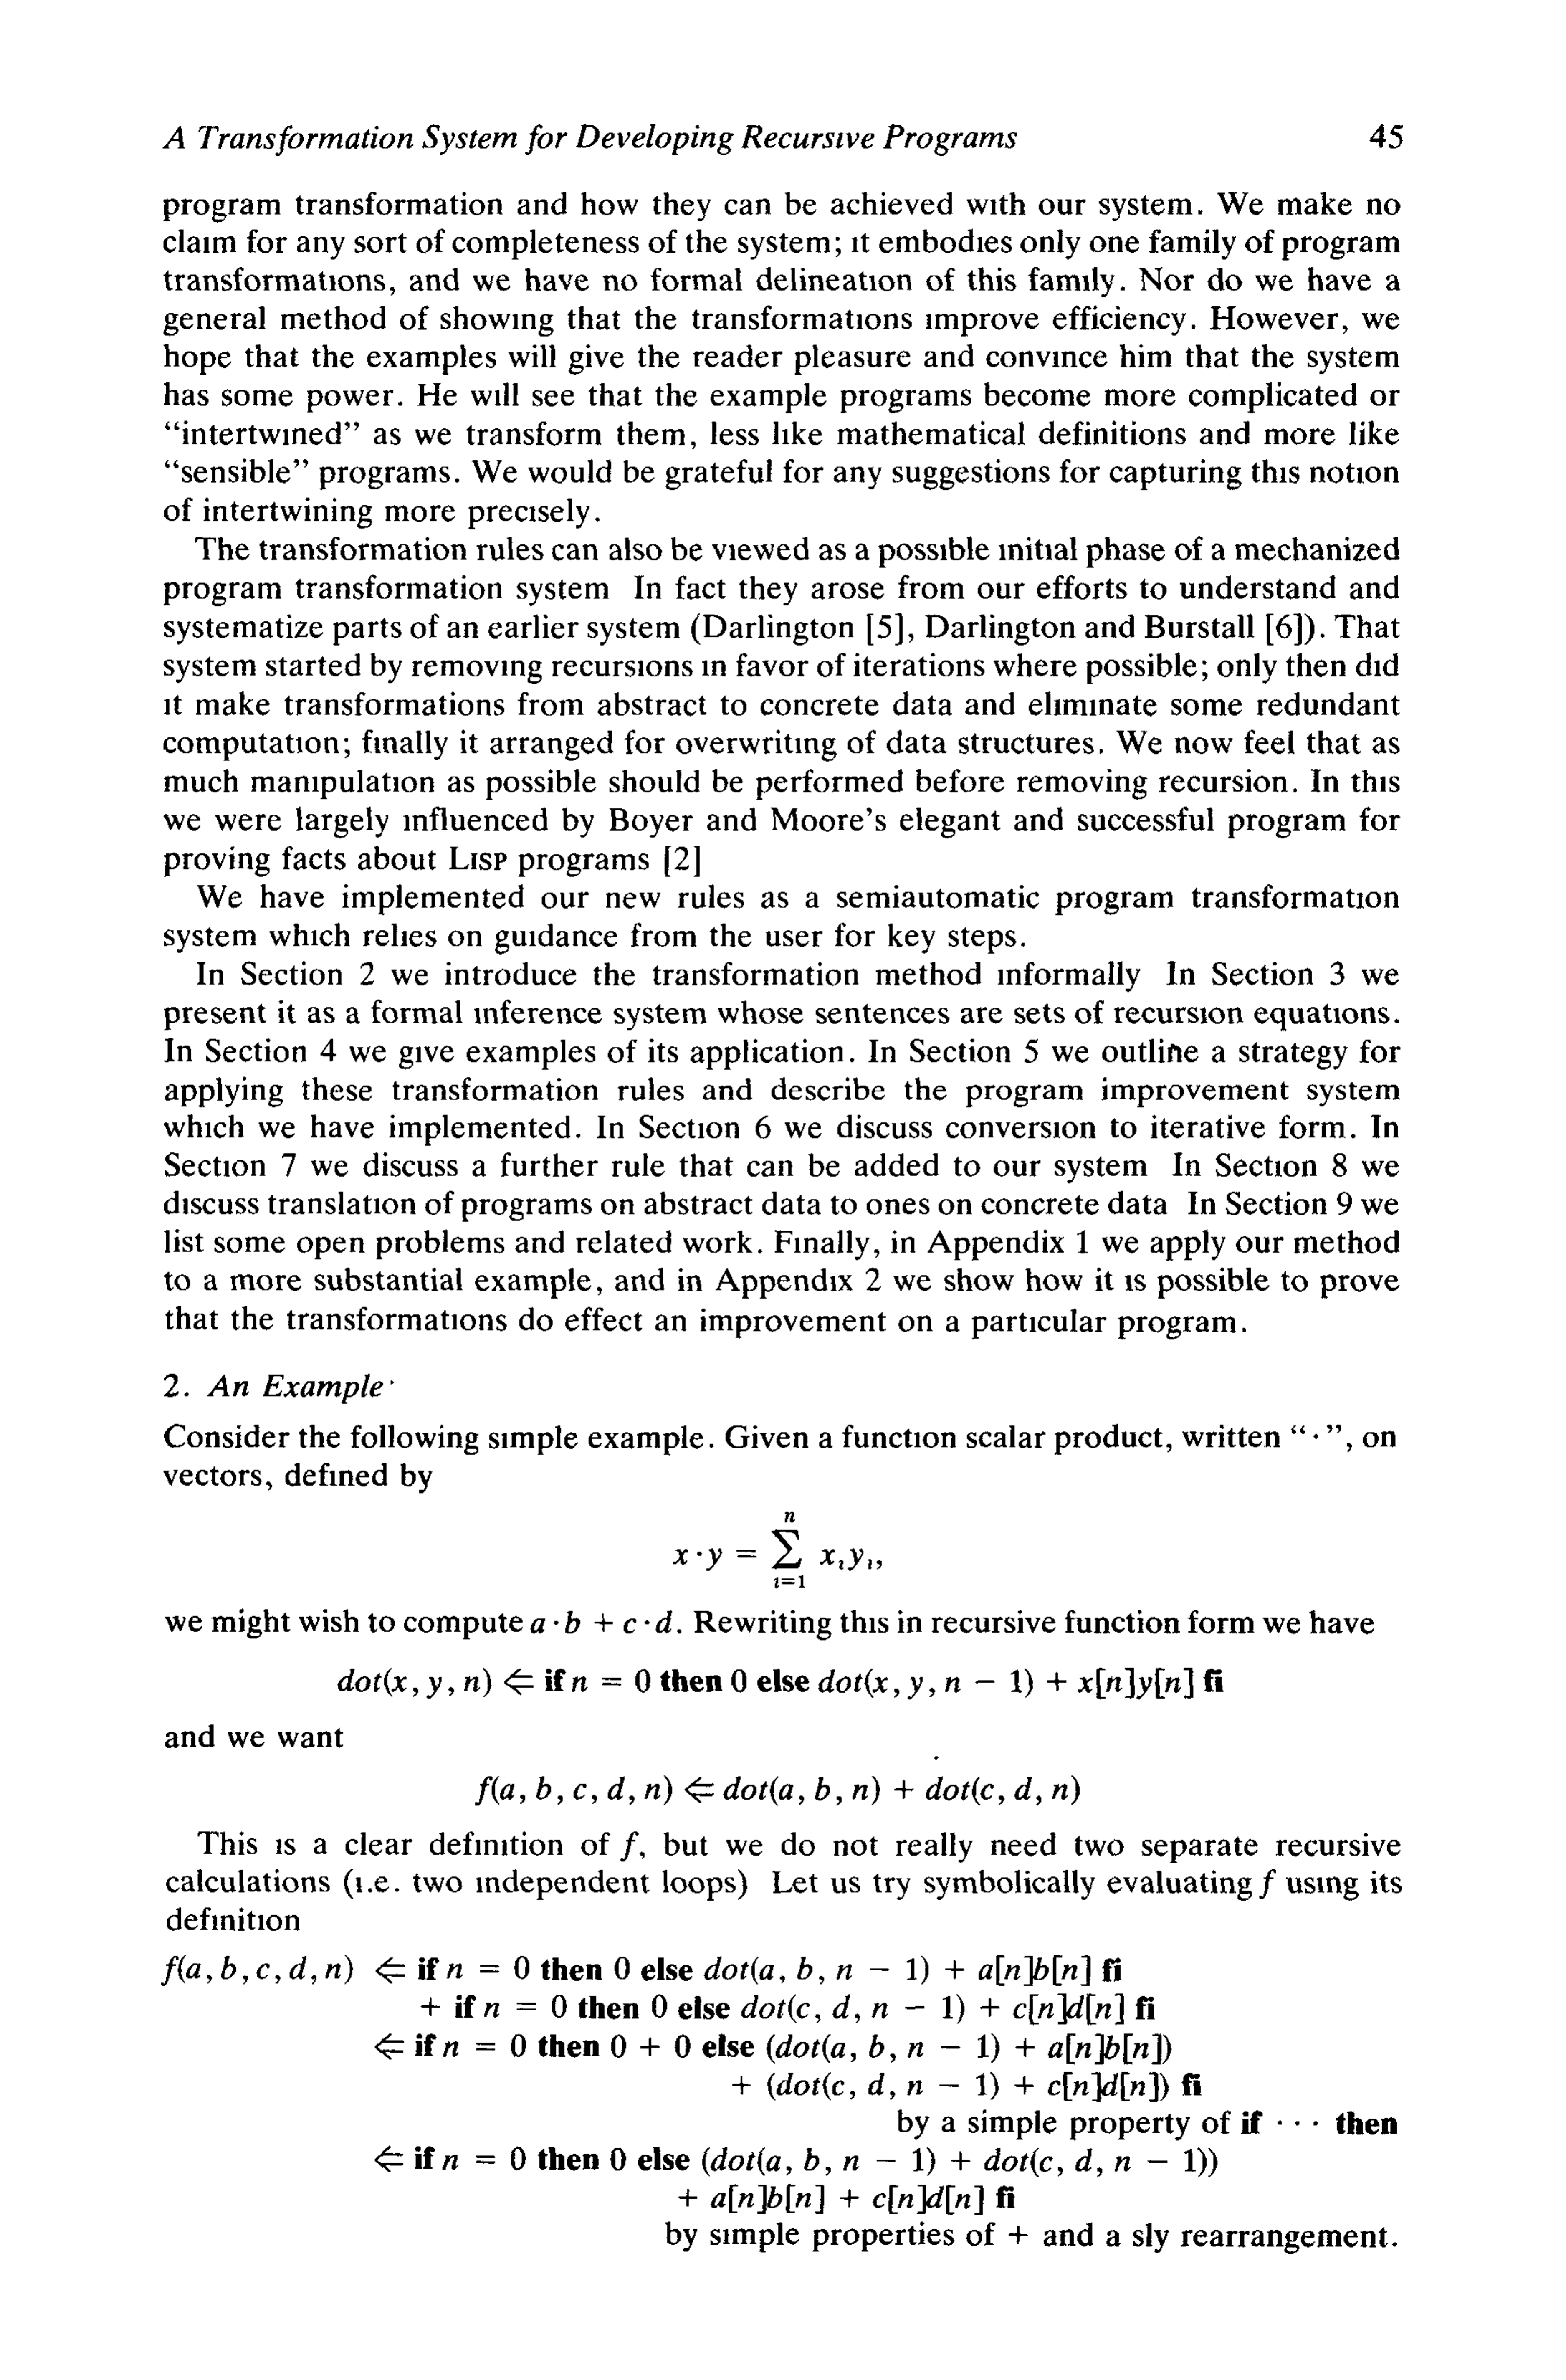 A Transformation System for Developing Recursive Programs 45
program transformation and how they can be achieved with our system. We make no
claim for any sort of completeness of the system; it embodies only one family of program
transformations, and we have no formal delineation of this family. Nor do we have a
general method of showing that the transformations improve efficiency. However, we
hope that the examples will give the reader pleasure and convince him that the system
has some power. He will see that the example programs become more complicated or
“intertwined” as we transform them, less like mathematical definitions and more like
“sensible” programs. We would be grateful for any suggestions for capturing this notion
of intertwining more precisely.
The transformation rules can also be viewed as a possible initial phase of a mechanized
program transformation system In fact they arose from our efforts to understand and
systematize parts of an earlier system (Darlington [5], Darlington and Burstall [6]). That
system started by removing recursions in favor of iterations where possible; only then did
it make transformations from abstract to concrete data and eliminate some redundant
computation; finally it arranged for overwriting of data structures. We now feel that as
much manipulation as possible should be performed before removing recursion. In this
we were largely influenced by Boyer and Moore’s elegant and successful program for
proving facts about LISP programs [2]
We have implemented our new rules as a semiautomatic program transformation
system which relies on guidance from the user for key steps.
In Section 2 we introduce the transformation method informally In Section 3 we
present it as a formal inference system whose sentences are sets of recursion equations.
In Section 4 we give examples of its application. In Section 5 we outline a strategy for
applying these transformation rules and describe the program improvement system
which we have implemented. In Section 6 we discuss conversion to iterative form. In
Section 7 we discuss a further rule that can be added to our system In Section 8 we
discuss translation of programs on abstract data to ones on concrete data In Section 9 we
list some open problems and related work. Finally, in Appendix 1 we apply our method
to a more substantial example, and in Appendix 2 we show how it is possible to prove
that the transformations do effect an improvement on a particular program.
2. An Example
Consider the following simple example. Given a function scalar product, written “·”, on
vectors, defined by
n
x·y = Σ xᵢyᵢ,
i=1
we might wish to compute a·b + c·d. Rewriting this in recursive function form we have
dot(x, y, n) ⇐ if n = 0 then 0 else dot(x, y, n − 1) + x[n]y[n] fi
and we want
f(a, b, c, d, n) ⇐ dot(a, b, n) + dot(c, d, n)
This is a clear definition of f, but we do not really need two separate recursive
calculations (i.e. two independent loops) Let us try symbolically evaluating f using its
definition
f(a, b, c, d, n) ⇐ if n = 0 then 0 else dot(a, b, n − 1) + a[n]b[n] fi
+ if n = 0 then 0 else dot(c, d, n − 1) + c[n]d[n] fi
⇐ if n = 0 then 0 + 0 else (dot(a, b, n − 1) + a[n]b[n])
+ (dot(c, d, n − 1) + c[n]d[n]) fi
by a simple property of if · · · then
⇐ if n = 0 then 0 else (dot(a, b, n − 1) + dot(c, d, n − 1))
+ a[n]b[n] + c[n]d[n] fi
by simple properties of + and a sly rearrangement.